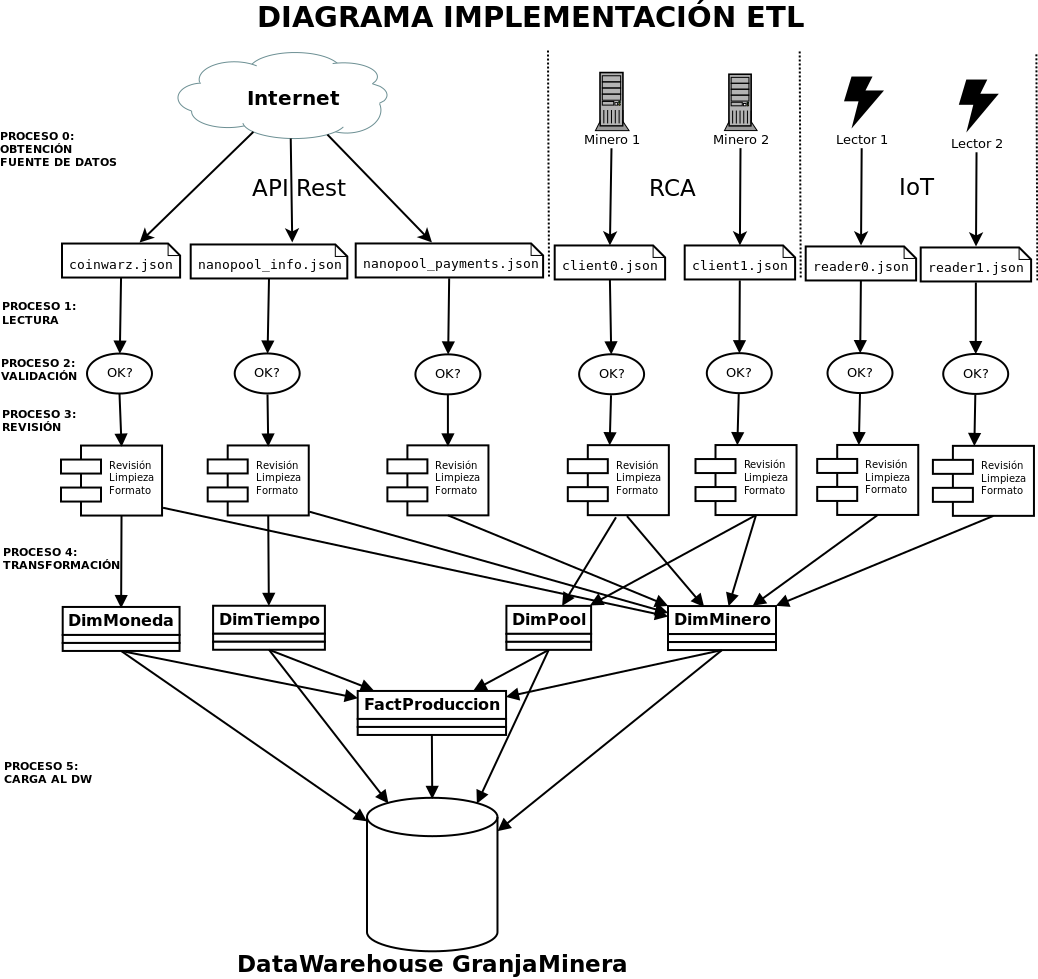 DIAGRAMA IMPLEMENTACIÓN ETL
Internet
Minero 1
Minero 2
Lector 1
Lector 2
PROCESO 0:
OBTENCIÓN
FUENTE DE DATOS
API Rest
RCA
IoT
coinwarz.json
nanopool_info.json
nanopool_payments.json
client0.json
client1.json
reader0.json
reader1.json
PROCESO 1:
LECTURA
PROCESO 2:
VALIDACIÓN
OK?
OK?
OK?
OK?
OK?
OK?
OK?
PROCESO 3:
REVISIÓN
Revisión
Limpieza
Formato
Revisión
Limpieza
Formato
Revisión
Limpieza
Formato
Revisión
Limpieza
Formato
Revisión
Limpieza
Formato
Revisión
Limpieza
Formato
Revisión
Limpieza
Formato
PROCESO 4:
TRANSFORMACIÓN
DimMoneda
DimTiempo
DimPool
DimMinero
FactProduccion
PROCESO 5:
CARGA AL DW
DataWarehouse GranjaMinera